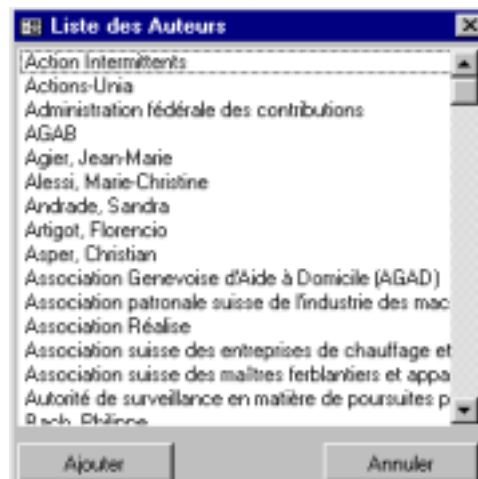 Liste des Auteurs
Action Intermittents
Actions-Unia
Administration fédérale des contributions
AGAB
Agier, Jean-Marie
Alessi, Marie-Christine
Andrade, Sandra
Artigot, Florencio
Asper, Christian
Association Genevoise d'Aide à Domicile (AGAD)
Association patronale suisse de l'industrie des mac
Association Réalise
Association suisse des entreprises de chauffage et
Association suisse des maîtres ferblantiers et appa
Autorité de surveillance en matière de poursuites p
Bach, Philippe
Ajouter Annuler